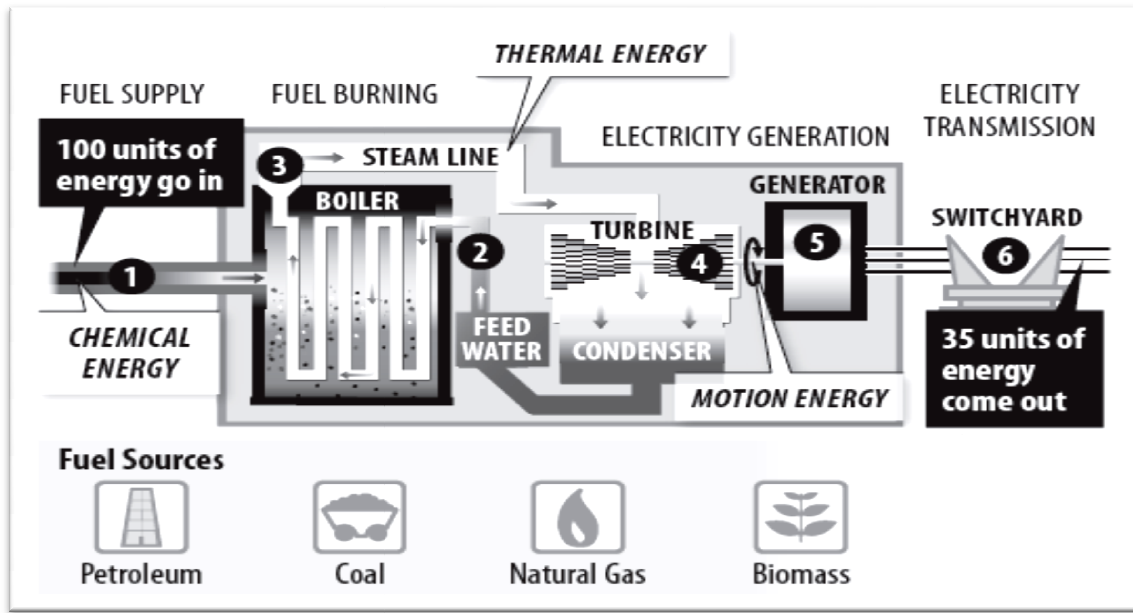 THERMAL ENERGY
FUEL SUPPLY
FUEL BURNING
ELECTRICITY
TRANSMISSION
ELECTRICITY GENERATION
100 units of
energy go in
3
STEAM LINE
BOILER
GENERATOR
TURBINE
SWITCHYARD
1
2
4
5
6
CHEMICAL
ENERGY
FEED
WATER
CONDENSER
MOTION ENERGY
35 units of
energy
come out
Fuel Sources
Petroleum
Coal
Natural Gas
Biomass